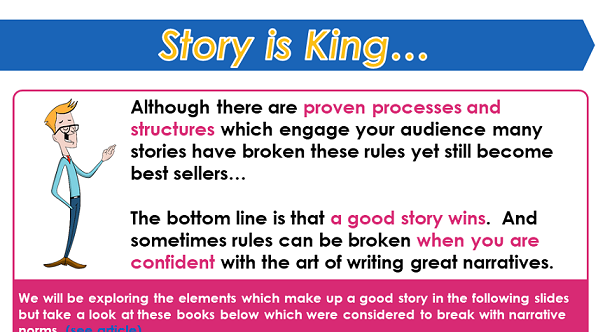 Story is King...
Although there are proven processes and
structures which engage your audience many
stories have broken these rules yet still become
best sellers...
The bottom line is that a good story wins.  And
sometimes rules can be broken when you are
confident with the art of writing great narratives.
We will be exploring the elements which make up a good story in the following slides
but take a look at these books below which were considered to break with narrative
norms. (see article)